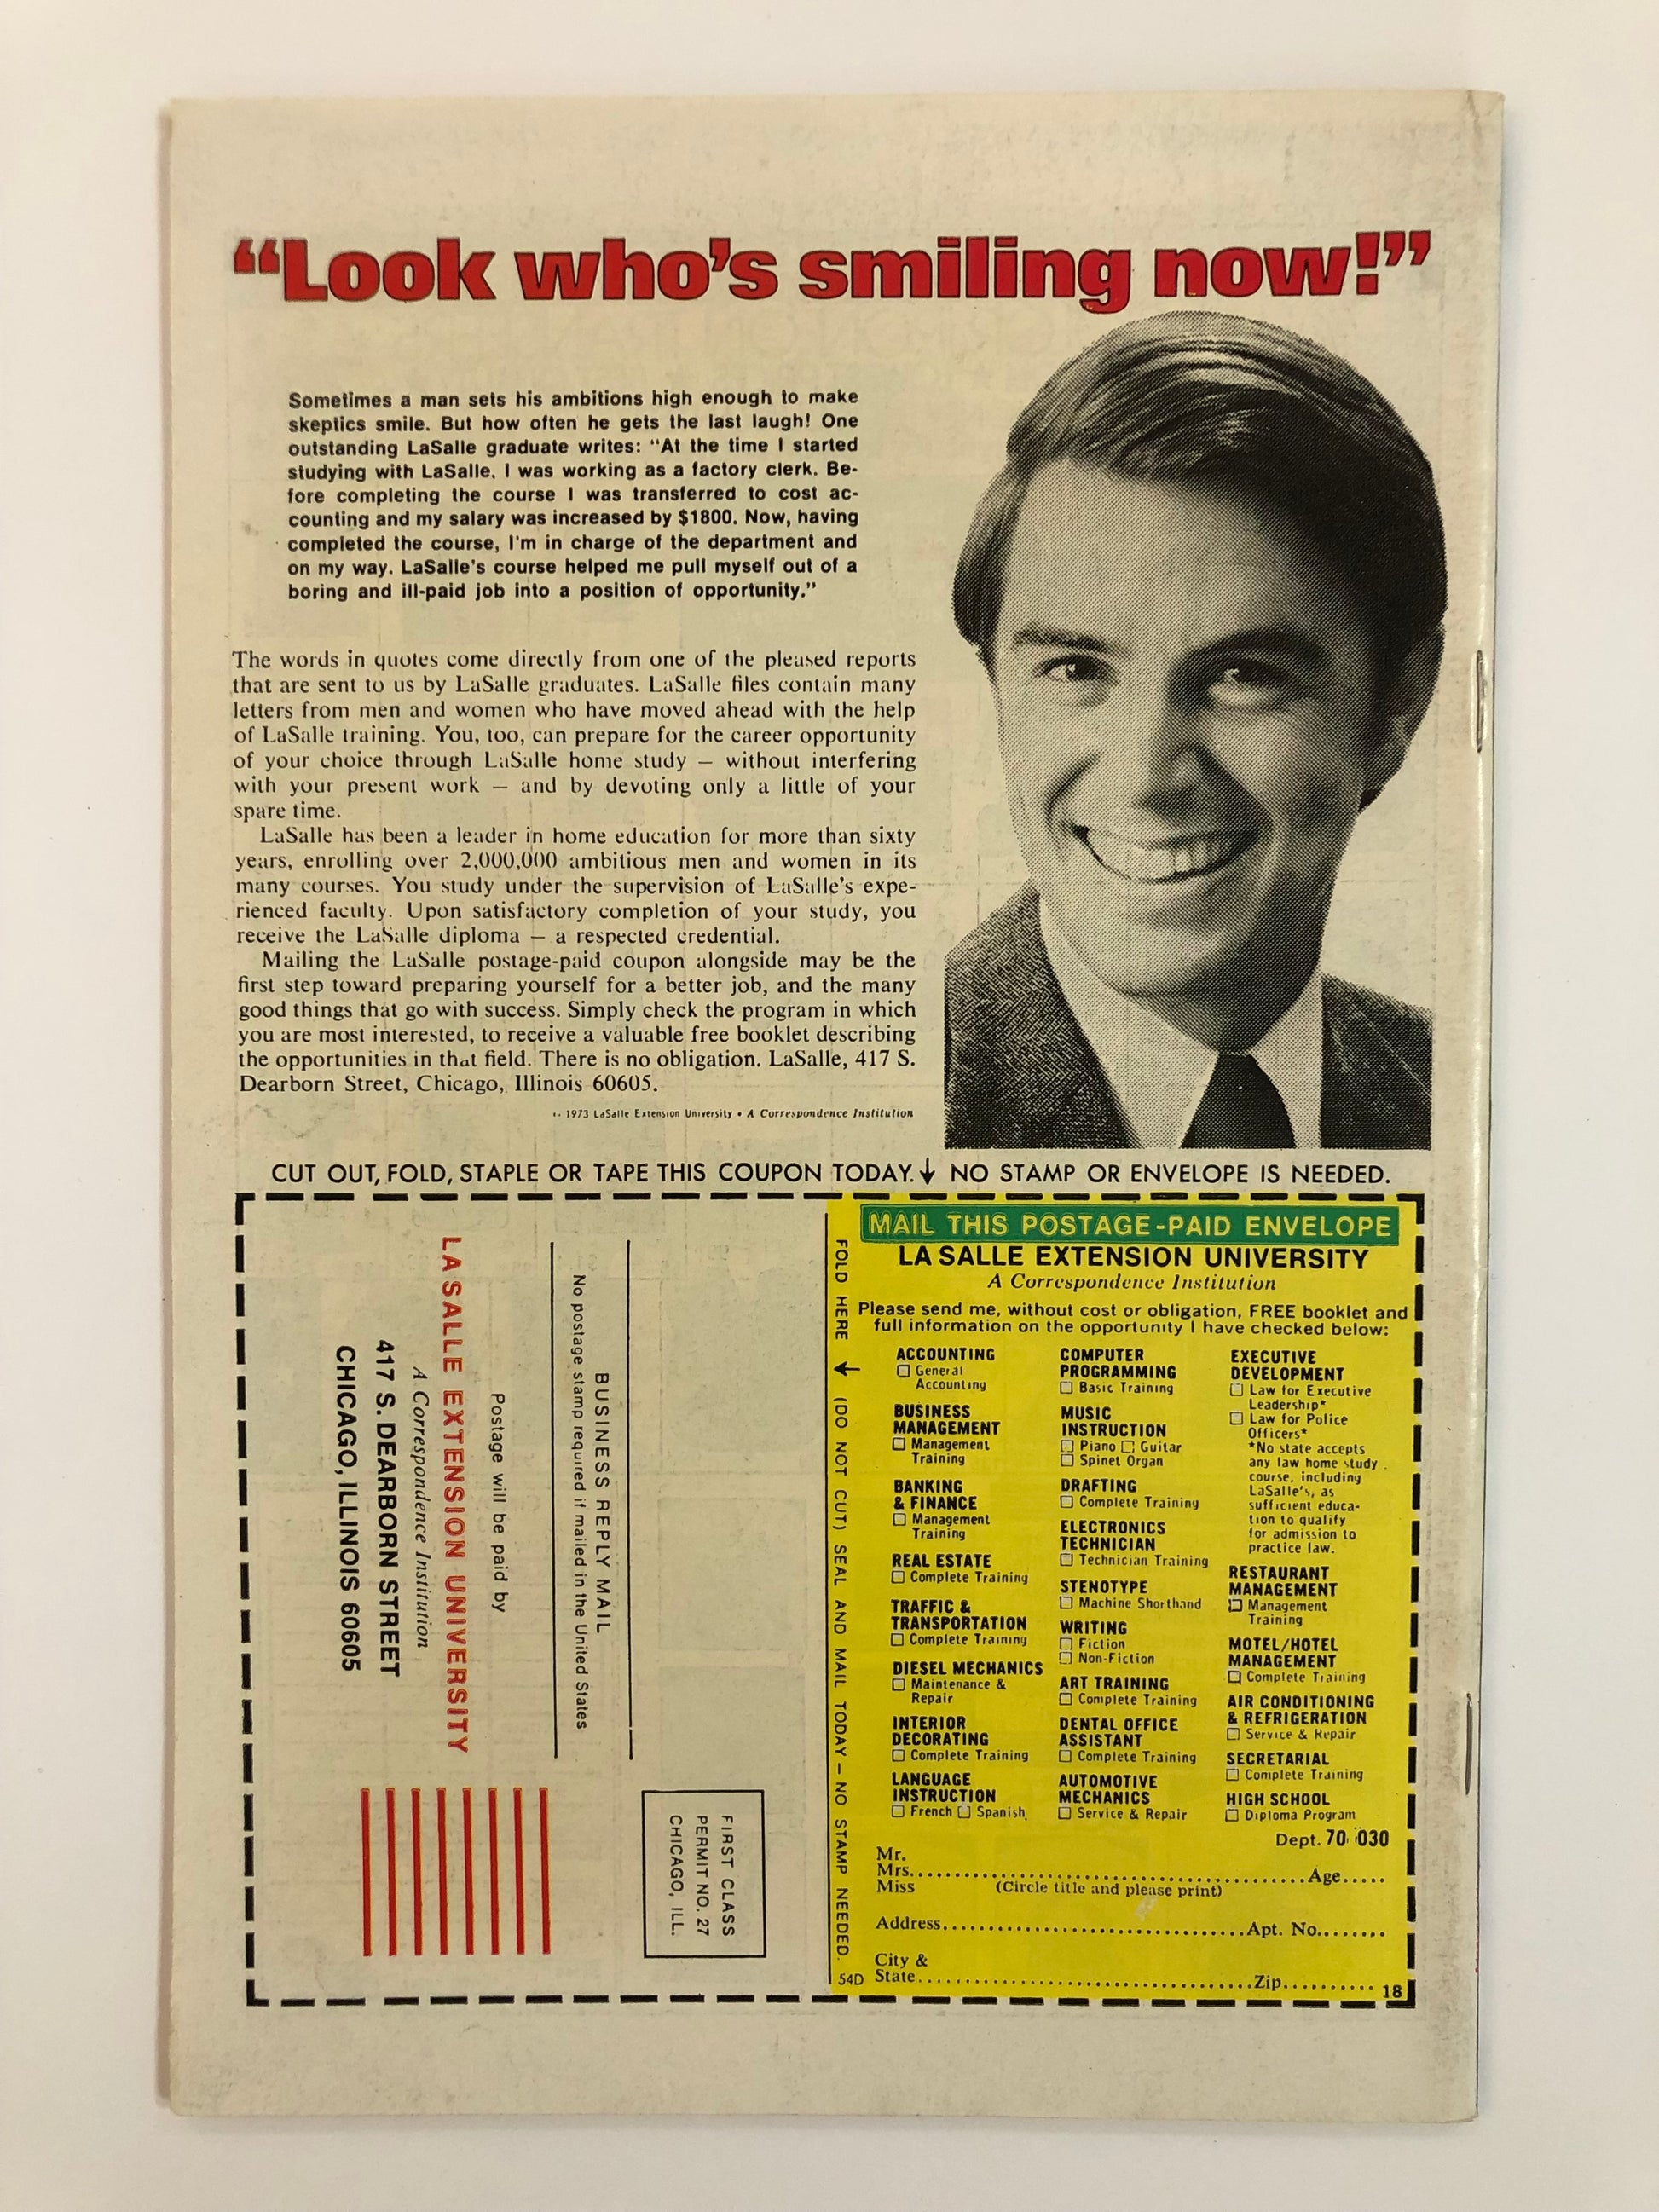 “Look who’s smiling now!”
Sometimes a man sets his ambitions high enough to make
skeptics smile. But how often he gets the last laugh! One
outstanding LaSalle graduate writes: “At the time I started
studying with LaSalle, I was working as a factory clerk. Be-
fore completing the course I was transferred to cost ac-
counting and my salary was increased by $1800. Now, having
completed the course, I’m in charge of the department and
on my way. LaSalle’s course helped me pull myself out of a
boring and ill-paid job into a position of opportunity.”
The words in quotes come directly from one of the pleased reports
that are sent to us by LaSalle graduates. LaSalle files contain many
letters from men and women who have moved ahead with the help
of LaSalle training. You, too, can prepare for the career opportunity
of your choice through LaSalle home study — without interfering
with your present work — and by devoting only a little of your
spare time.
LaSalle has been a leader in home education for more than sixty
years, enrolling over 2,000,000 ambitious men and women in its
many courses. You study under the supervision of LaSalle’s expe-
rienced faculty. Upon satisfactory completion of your study, you
receive the LaSalle diploma — a respected credential.
Mailing the LaSalle postage-paid coupon alongside may be the
first step toward preparing yourself for a better job, and the many
good things that go with success. Simply check the program in which
you are most interested, to receive a valuable free booklet describing
the opportunities in that field. There is no obligation. LaSalle, 417 S.
Dearborn Street, Chicago, Illinois 60605.
1973 LaSalle Extension University • A Correspondence Institution
CUT OUT, FOLD, STAPLE OR TAPE THIS COUPON TODAY. ↓ NO STAMP OR ENVELOPE IS NEEDED.
FIRST CLASS
PERMIT NO. 27
CHICAGO, ILL.
BUSINESS REPLY MAIL
No postage stamp required if mailed in the United States
Postage will be paid by
LA SALLE EXTENSION UNIVERSITY
A Correspondence Institution
417 S. DEARBORN STREET
CHICAGO, ILLINOIS 60605
FOLD HERE ↓ (DO NOT CUT) SEAL AND MAIL TODAY — NO STAMP NEEDED.
54D
MAIL THIS POSTAGE-PAID ENVELOPE
LA SALLE EXTENSION UNIVERSITY
A Correspondence Institution
Please send me, without cost or obligation, FREE booklet and
full information on the opportunity I have checked below:
ACCOUNTING
☐ General
Accounting
BUSINESS
MANAGEMENT
☐ Management
Training
BANKING
& FINANCE
☐ Management
Training
REAL ESTATE
☐ Complete Training
TRAFFIC &
TRANSPORTATION
☐ Complete Training
DIESEL MECHANICS
☐ Maintenance &
Repair
INTERIOR
DECORATING
☐ Complete Training
LANGUAGE
INSTRUCTION
☐ French ☐ Spanish
COMPUTER
PROGRAMMING
☐ Basic Training
MUSIC
INSTRUCTION
☐ Piano ☐ Guitar
☐ Spinet Organ
DRAFTING
☐ Complete Training
ELECTRONICS
TECHNICIAN
☐ Technician Training
STENOTYPE
☐ Machine Shorthand
WRITING
☐ Fiction
☐ Non-Fiction
ART TRAINING
☐ Complete Training
DENTAL OFFICE
ASSISTANT
☐ Complete Training
AUTOMOTIVE
MECHANICS
☐ Service & Repair
EXECUTIVE
DEVELOPMENT
☐ Law for Executive
Leadership*
☐ Law for Police
Officers*
*No state accepts
any law home study
course, including
LaSalle’s, as
sufficient educa-
tion to qualify
for admission to
practice law.
RESTAURANT
MANAGEMENT
☐ Management
Training
MOTEL/HOTEL
MANAGEMENT
☐ Complete Training
AIR CONDITIONING
& REFRIGERATION
☐ Service & Repair
SECRETARIAL
☐ Complete Training
HIGH SCHOOL
☐ Diploma Program
Dept. 70 030
Mr.
Mrs. Age
Miss (Circle title and please print)
Address Apt. No.
City &
State Zip
18